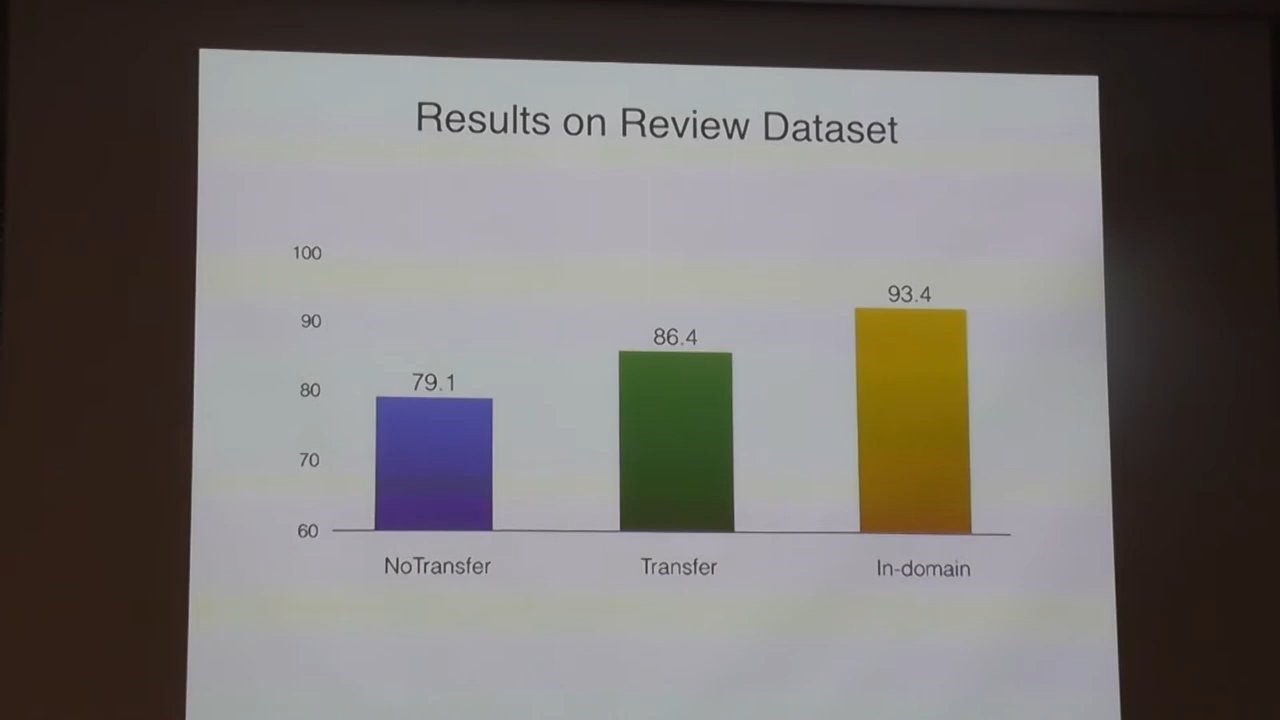 Results on Review Dataset
100
90
80
70
60
79.1
86.4
93.4
NoTransfer
Transfer
In-domain